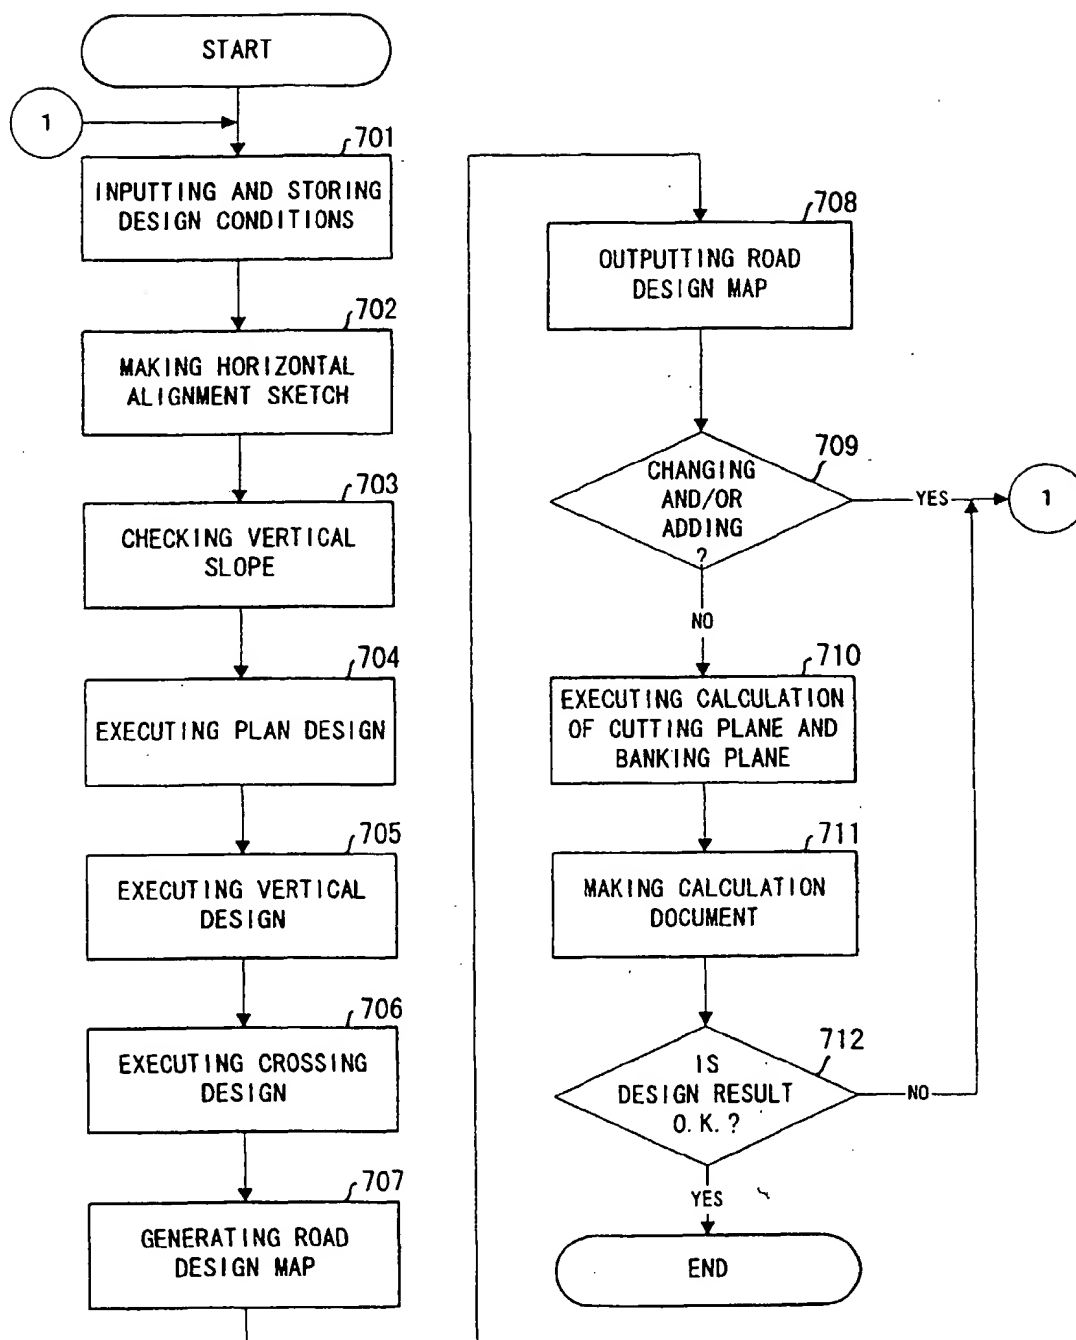 START
1
701
INPUTTING AND STORING
DESIGN CONDITIONS
702
MAKING HORIZONTAL
ALIGNMENT SKETCH
703
CHECKING VERTICAL
SLOPE
704
EXECUTING PLAN DESIGN
705
EXECUTING VERTICAL
DESIGN
706
EXECUTING CROSSING
DESIGN
707
GENERATING ROAD
DESIGN MAP
708
OUTPUTTING ROAD
DESIGN MAP
709
CHANGING
AND/OR
ADDING
?
YES
1
NO
710
EXECUTING CALCULATION
OF CUTTING PLANE AND
BANKING PLANE
711
MAKING CALCULATION
DOCUMENT
712
IS
DESIGN RESULT
O.K.?
NO
YES
END